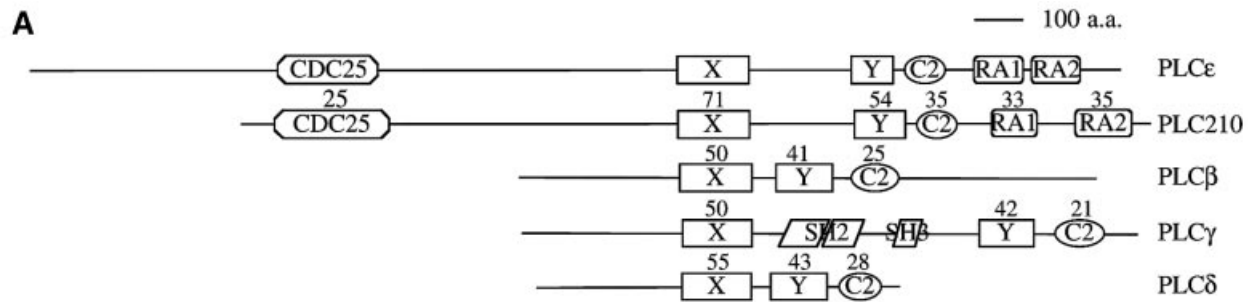 A
100 a.a.
CDC25 X Y C2 RA1 RA2 PLCε
25 71 54 35 33 35
CDC25 X Y C2 RA1 RA2 PLC210
50 41 25
X Y C2 PLCβ
50 42 21
X SH2 SH3 Y C2 PLCγ
55 43 28
X Y C2 PLCδ